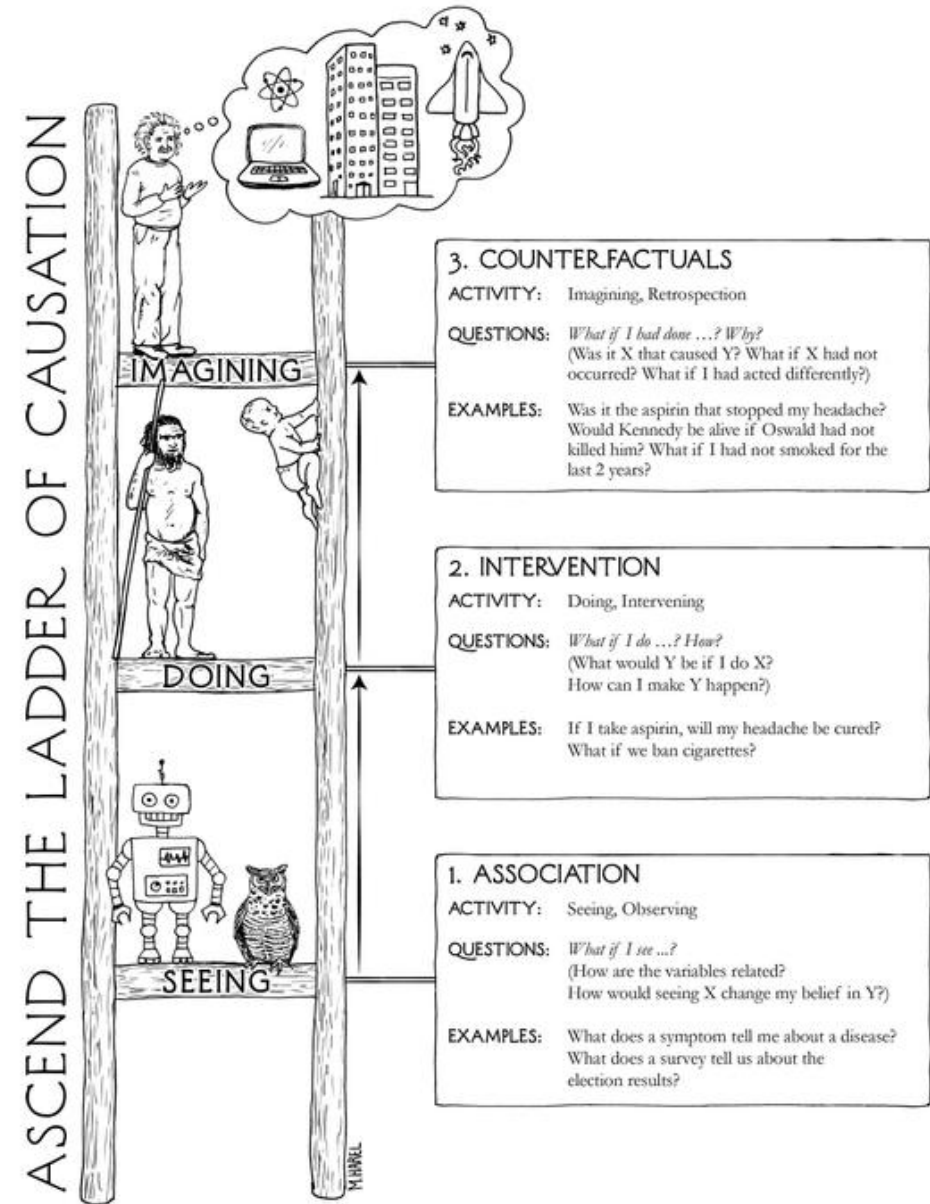 ASCEND THE LADDER OF CAUSATION
IMAGINING
3. COUNTERFACTUALS
ACTIVITY: Imagining, Retrospection
QUESTIONS: What if I had done …? Why?
(Was it X that caused Y? What if X had not
occurred? What if I had acted differently?)
EXAMPLES: Was it the aspirin that stopped my headache?
Would Kennedy be alive if Oswald had not
killed him? What if I had not smoked for the
last 2 years?
DOING
2. INTERVENTION
ACTIVITY: Doing, Intervening
QUESTIONS: What if I do …? How?
(What would Y be if I do X?
How can I make Y happen?)
EXAMPLES: If I take aspirin, will my headache be cured?
What if we ban cigarettes?
SEEING
1. ASSOCIATION
ACTIVITY: Seeing, Observing
QUESTIONS: What if I see ...?
(How are the variables related?
How would seeing X change my belief in Y?)
EXAMPLES: What does a symptom tell me about a disease?
What does a survey tell us about the
election results?
M.HAREL